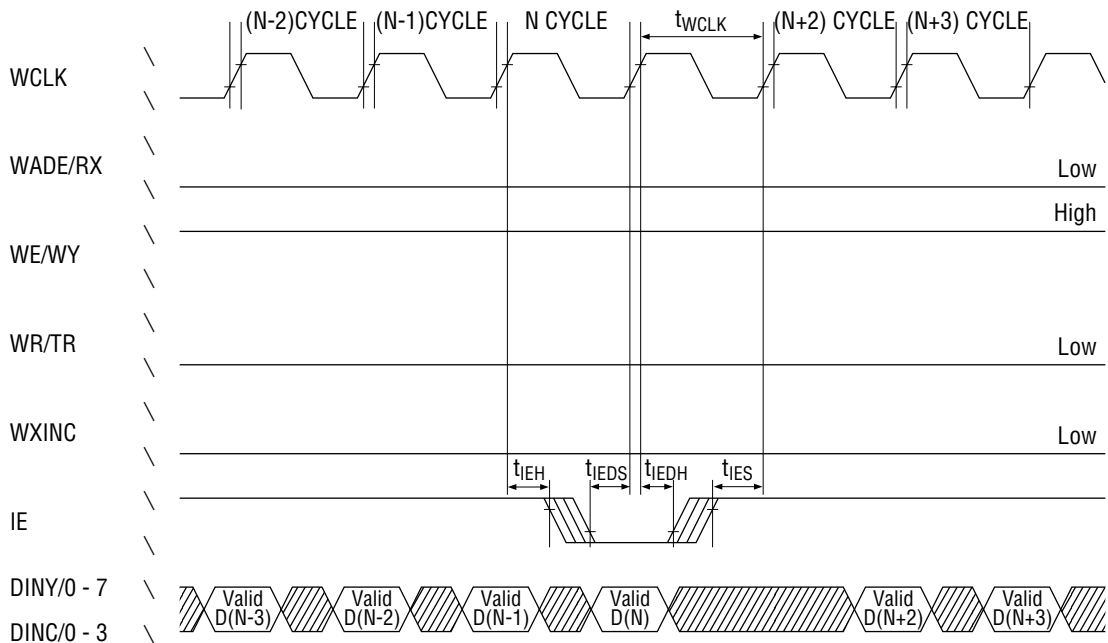 (N-2)CYCLE (N-1)CYCLE N CYCLE tWCLK (N+2) CYCLE (N+3) CYCLE
WCLK
WADE/RX Low
High
WE/WY
WR/TR Low
WXINC Low
tIEH tIEDS tIEDH tIES
IE
DINY/0 - 7
Valid D(N-3) Valid D(N-2) Valid D(N-1) Valid D(N) Valid D(N+2) Valid D(N+3)
DINC/0 - 3